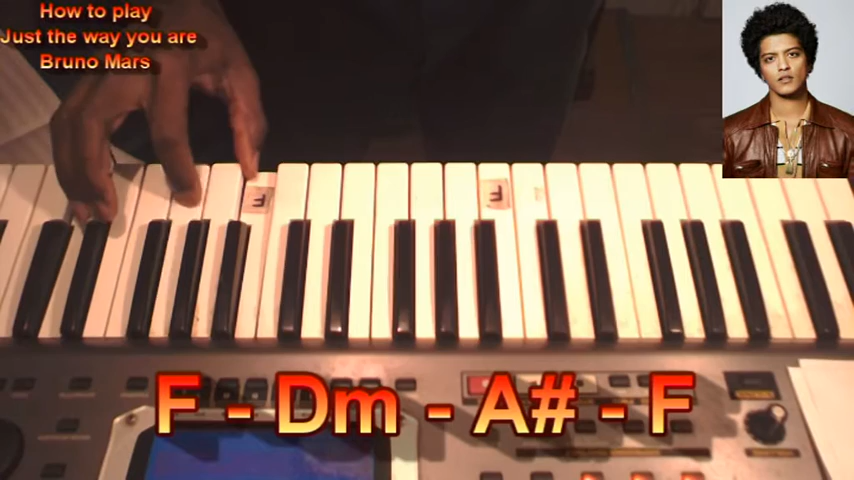 How to play
Just the way you are
Bruno Mars
F
F
F - Dm - A# - F